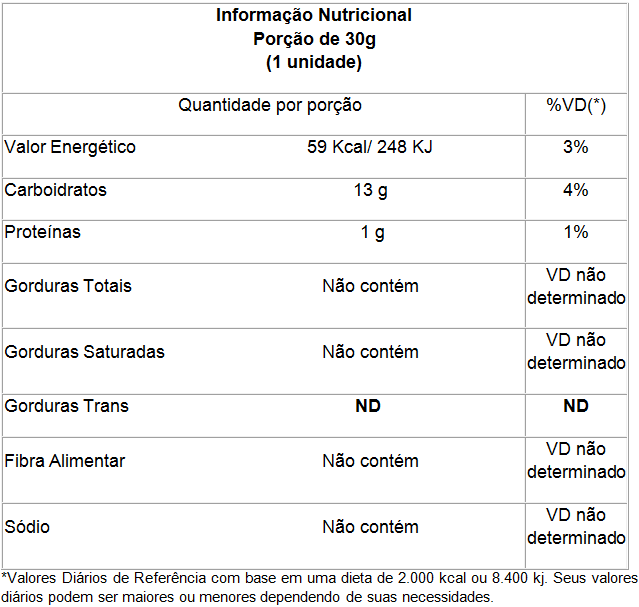 Informação Nutricional
Porção de 30g
(1 unidade)
Quantidade por porção %VD(*)
Valor Energético 59 Kcal/ 248 KJ 3%
Carboidratos 13 g 4%
Proteínas 1 g 1%
Gorduras Totais Não contém VD não determinado
Gorduras Saturadas Não contém VD não determinado
Gorduras Trans ND ND
Fibra Alimentar Não contém VD não determinado
Sódio Não contém VD não determinado
*Valores Diários de Referência com base em uma dieta de 2.000 kcal ou 8.400 kj. Seus valores
diários podem ser maiores ou menores dependendo de suas necessidades.